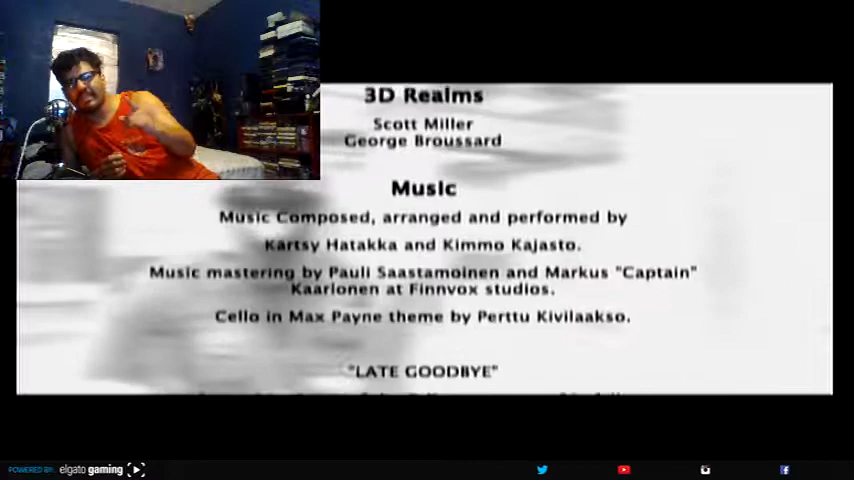 3D Realms
Scott Miller
George Broussard
Music
Music Composed, arranged and performed by
Kartsy Hatakka and Kimmo Kajasto.
Music mastering by Pauli Saastamoinen and Markus "Captain"
Kaarlonen at Finnvox studios.
Cello in Max Payne theme by Perttu Kivilaakso.
"LATE GOODBYE"
POWERED BY: elgato gaming